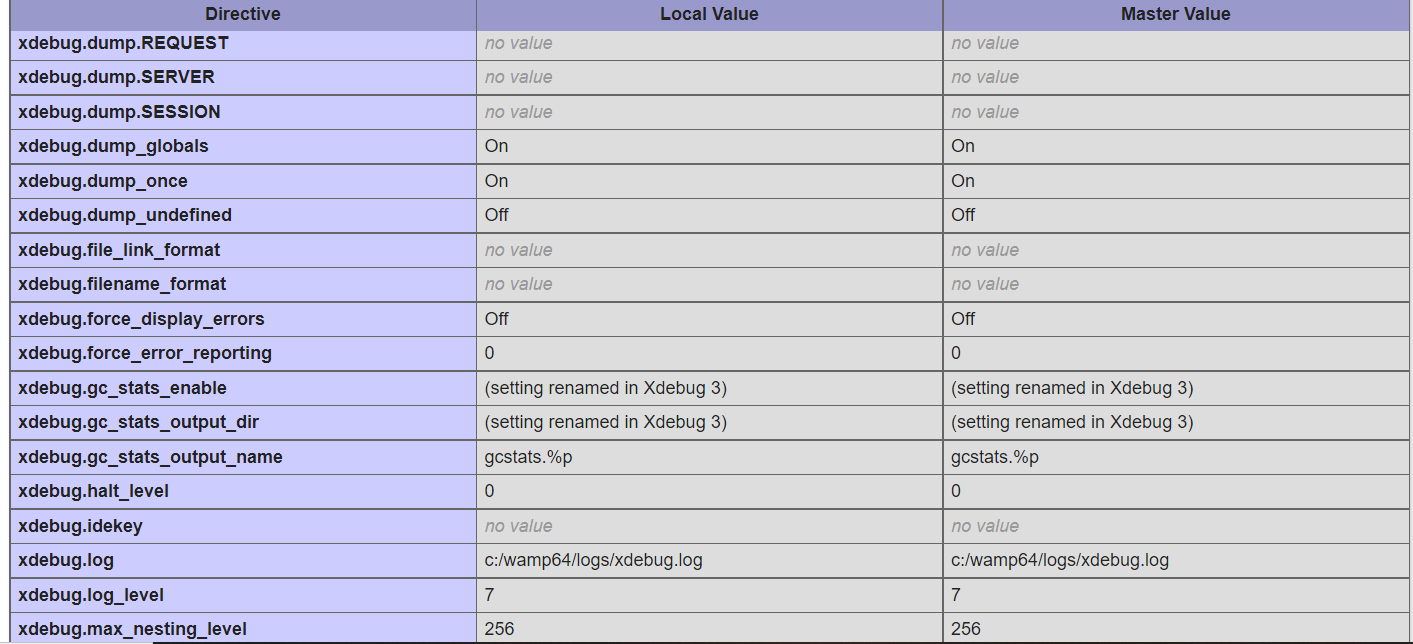 Directive Local Value Master Value
xdebug.dump.REQUEST no value no value
xdebug.dump.SERVER no value no value
xdebug.dump.SESSION no value no value
xdebug.dump_globals On On
xdebug.dump_once On On
xdebug.dump_undefined Off Off
xdebug.file_link_format no value no value
xdebug.filename_format no value no value
xdebug.force_display_errors Off Off
xdebug.force_error_reporting 0 0
xdebug.gc_stats_enable (setting renamed in Xdebug 3) (setting renamed in Xdebug 3)
xdebug.gc_stats_output_dir (setting renamed in Xdebug 3) (setting renamed in Xdebug 3)
xdebug.gc_stats_output_name gcstats.%p gcstats.%p
xdebug.halt_level 0 0
xdebug.idekey no value no value
xdebug.log c:/wamp64/logs/xdebug.log c:/wamp64/logs/xdebug.log
xdebug.log_level 7 7
xdebug.max_nesting_level 256 256